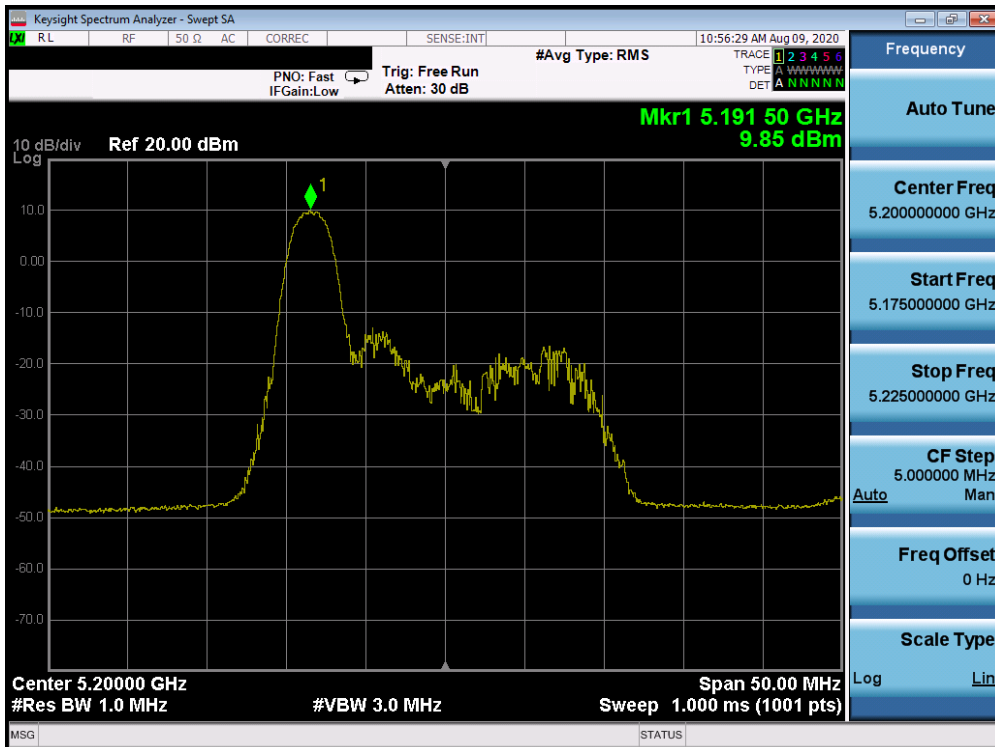 Keysight Spectrum Analyzer - Swept SA
LXI RL RF 50 Ω AC CORREC SENSE:INT 10:56:29 AM Aug 09, 2020
PNO: Fast
IFGain:Low
Trig: Free Run
Atten: 30 dB
#Avg Type: RMS
TRACE 1 2 3 4 5 6
TYPE A WWWWW
DET A N N N N N
Mkr1 5.191 50 GHz
9.85 dBm
10 dB/div
Log
Ref 20.00 dBm
1
10.0
0.00
-10.0
-20.0
-30.0
-40.0
-50.0
-60.0
-70.0
Center 5.20000 GHz
Span 50.00 MHz
#Res BW 1.0 MHz
#VBW 3.0 MHz
Sweep 1.000 ms (1001 pts)
MSG
STATUS
Frequency
Auto Tune
Center Freq
5.200000000 GHz
Start Freq
5.175000000 GHz
Stop Freq
5.225000000 GHz
CF Step
5.000000 MHz
Auto Man
Freq Offset
0 Hz
Scale Type
Log Lin